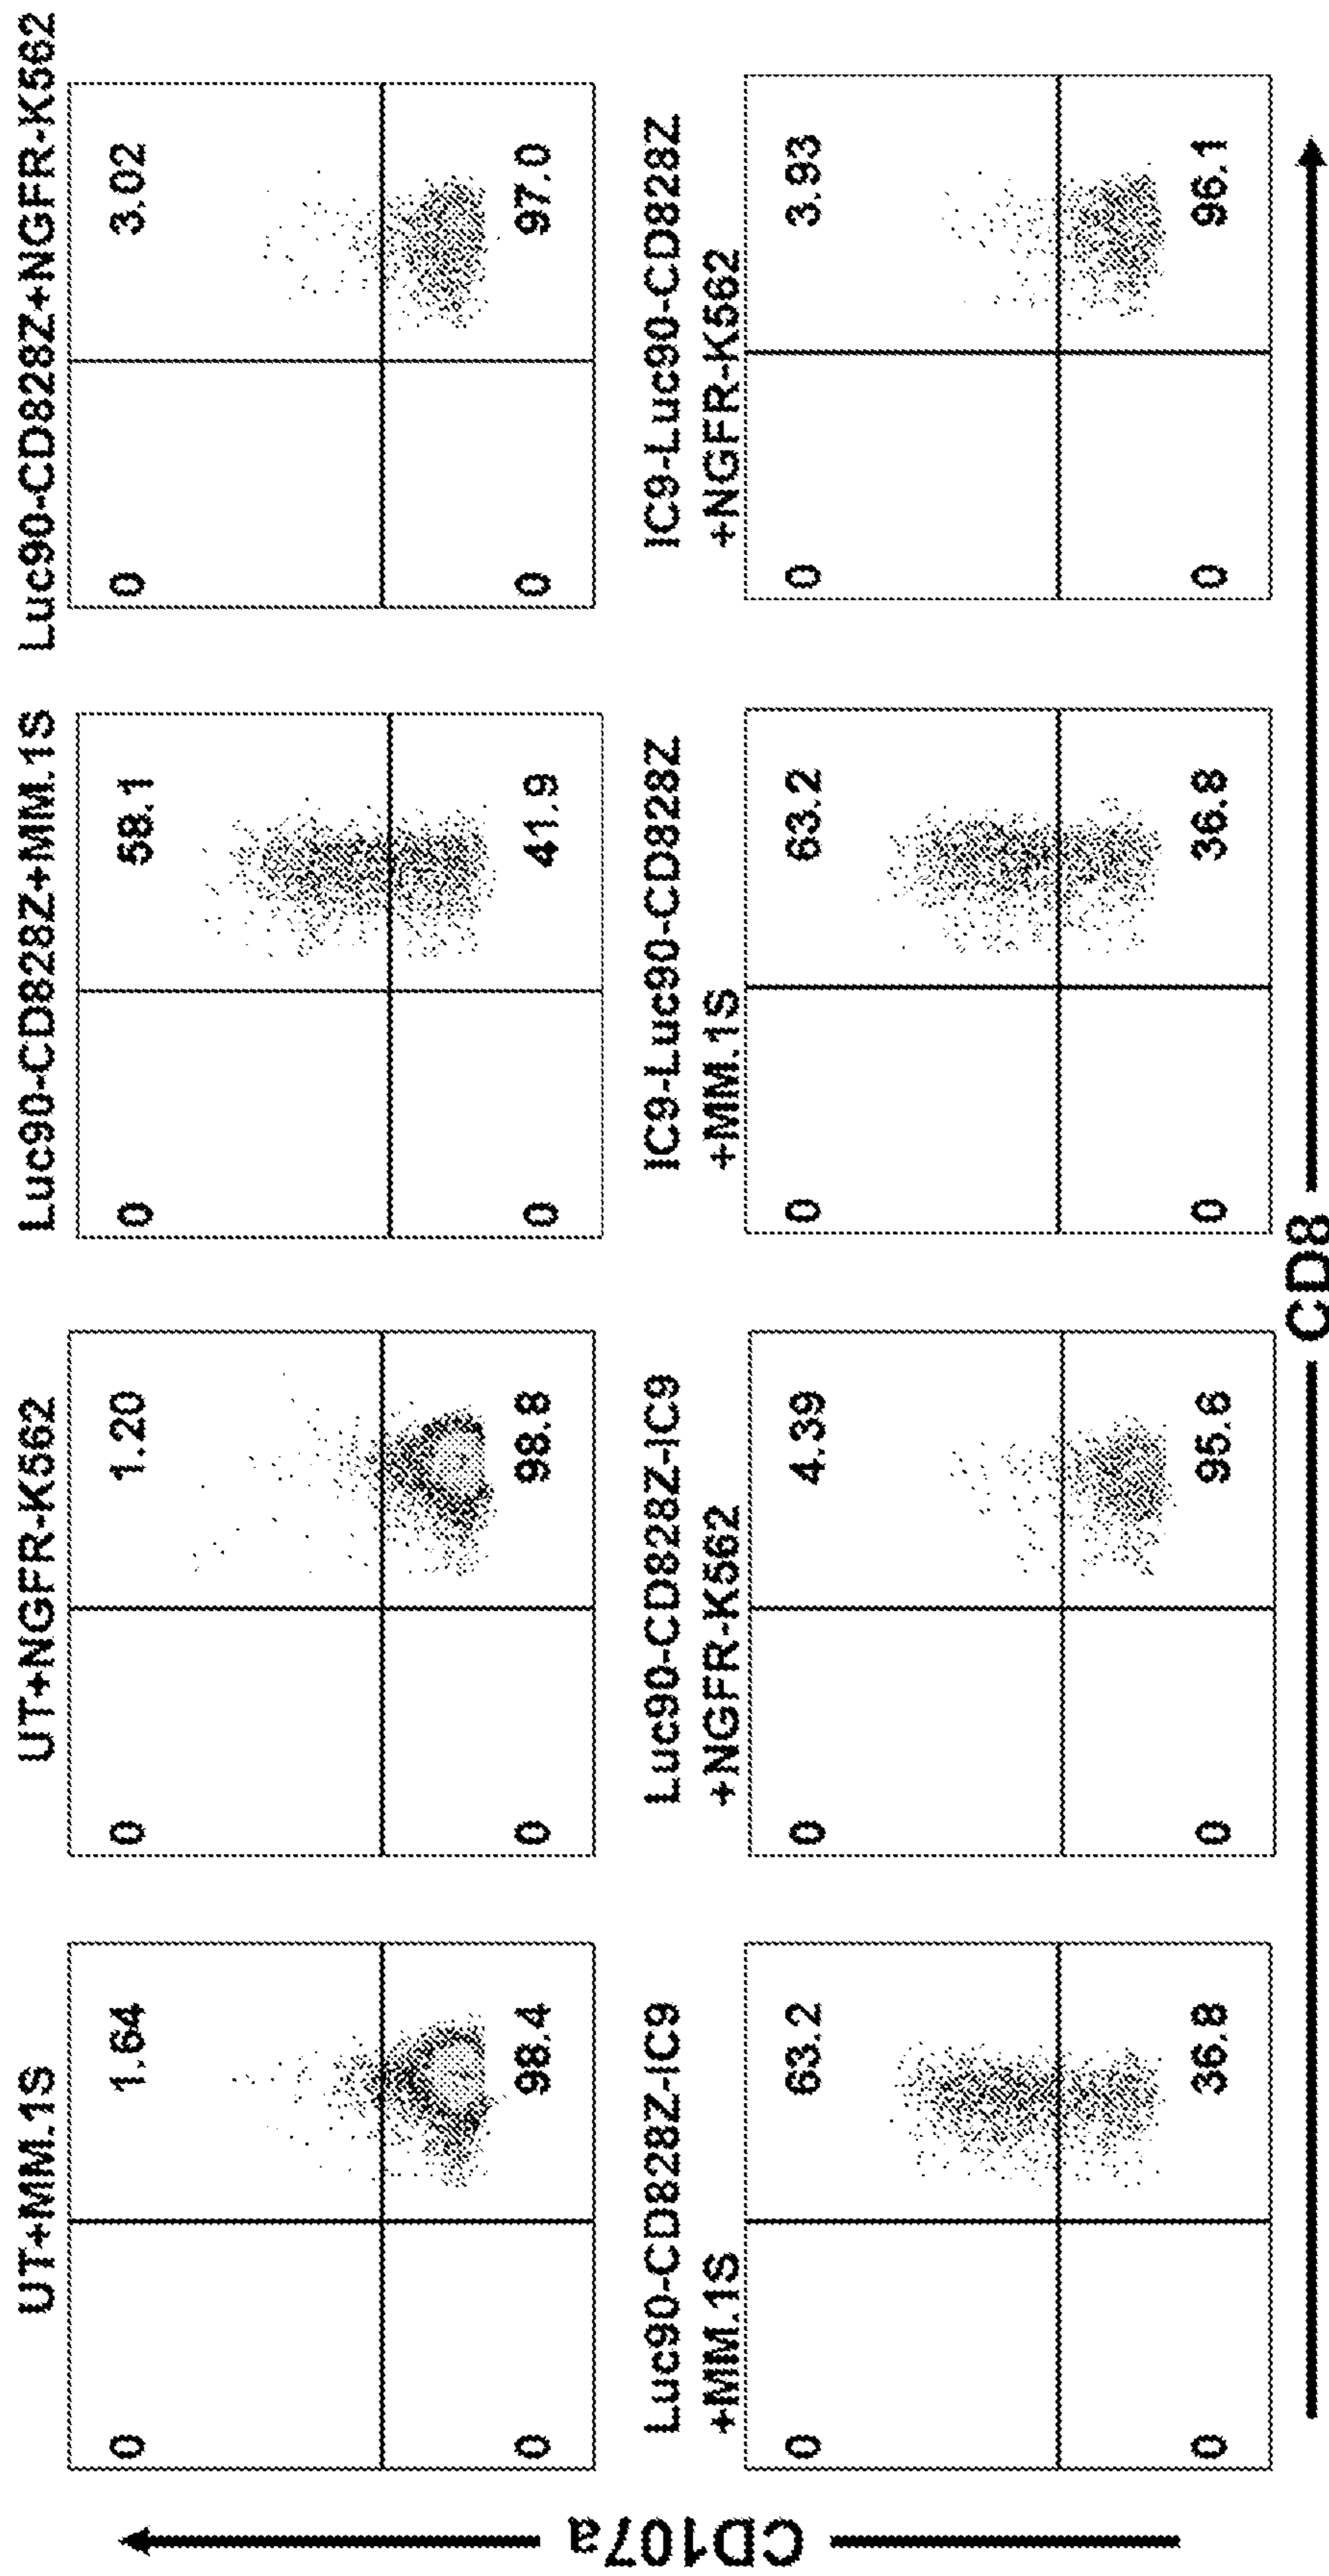 UT+MM.1S
1.64
0
98.4
0
UT+NGFR-K562
1.20
0
98.8
0
Luc90-CD828Z+MM.1S
58.1
0
41.9
0
Luc90-CD828Z+NGFR-K562
3.02
0
97.0
0
Luc90-CD828Z-IC9
+MM.1S
63.2
0
36.8
0
Luc90-CD828Z-IC9
+NGFR-K562
4.39
0
95.6
0
IC9-Luc90-CD828Z
+MM.1S
63.2
0
36.8
0
IC9-Luc90-CD828Z
+NGFR-K562
3.93
0
96.1
0
CD107a
CD8